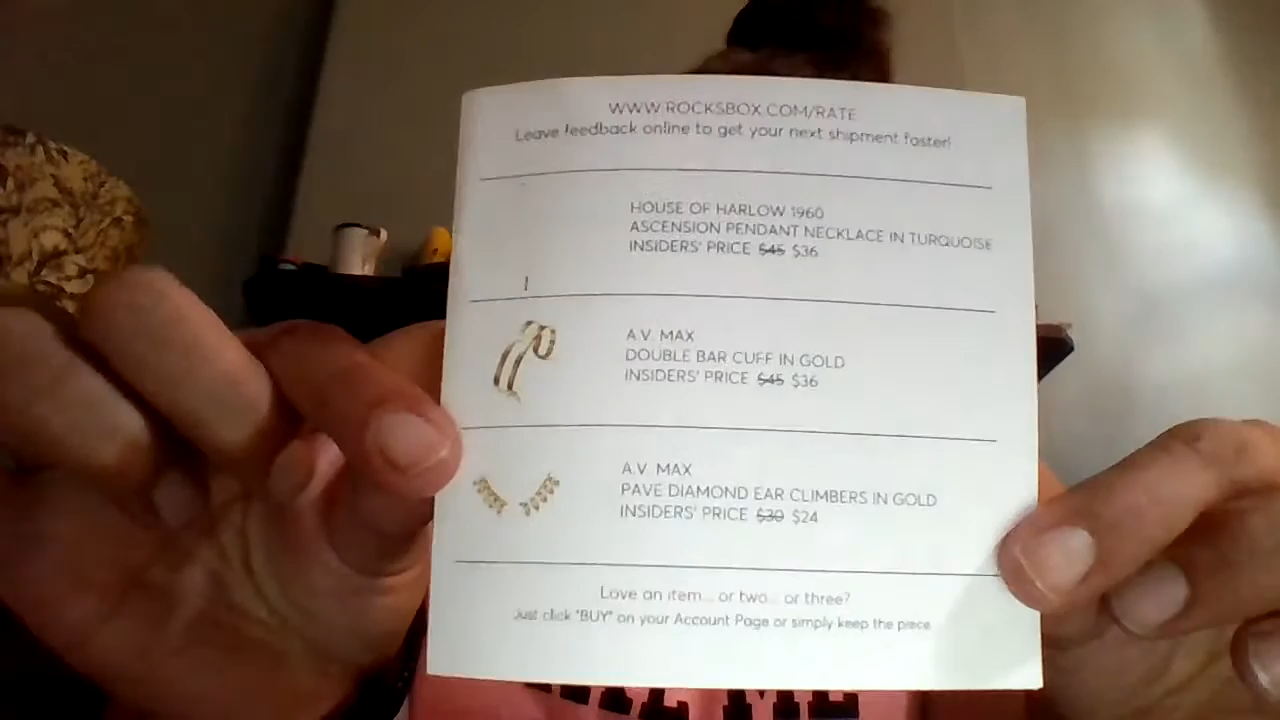 WWW.ROCKSBOX.COM/RATE
Leave feedback online to get your next shipment faster!
HOUSE OF HARLOW 1960
ASCENSION PENDANT NECKLACE IN TURQUOISE
INSIDERS' PRICE $45 $36
A.V. MAX
DOUBLE BAR CUFF IN GOLD
INSIDERS' PRICE $45 $36
A.V. MAX
PAVE DIAMOND EAR CLIMBERS IN GOLD
INSIDERS' PRICE $30 $24
Love an item... or two... or three?
Just click "BUY" on your Account Page or simply keep the piece.
ME